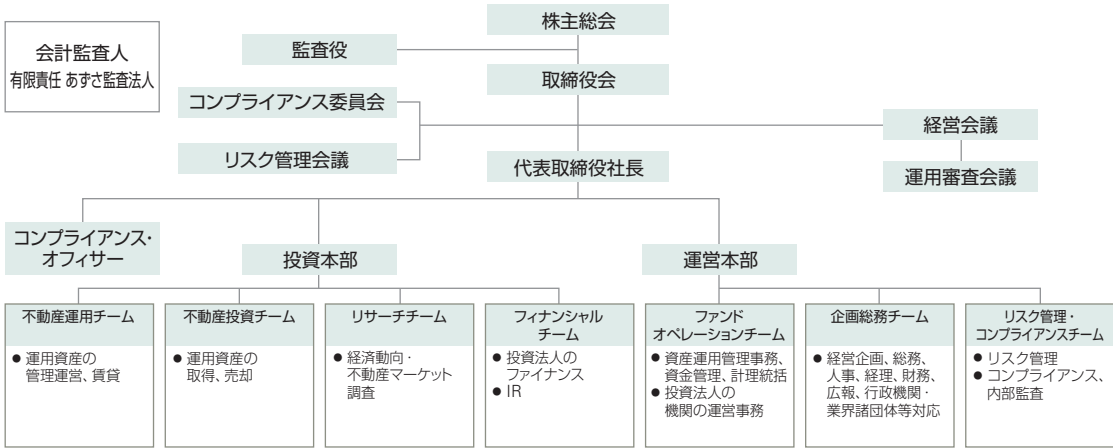 株主総会
会計監査人
有限責任 あずさ監査法人
監査役
取締役会
コンプライアンス委員会
経営会議
リスク管理会議
代表取締役社長
運用審査会議
コンプライアンス・
オフィサー
投資本部
運営本部
不動産運用チーム
● 運用資産の
管理運営、賃貸
不動産投資チーム
● 運用資産の
取得、売却
リサーチチーム
● 経済動向・
不動産マーケット
調査
フィナンシャル
チーム
● 投資法人の
ファイナンス
● IR
ファンド
オペレーションチーム
● 資産運用管理事務、
資金管理、計理統括
● 投資法人の
機関の運営事務
企画総務チーム
● 経営企画、総務、
人事、経理、財務、
広報、行政機関・
業界諸団体等対応
リスク管理・
コンプライアンスチーム
● リスク管理
● コンプライアンス、
内部監査